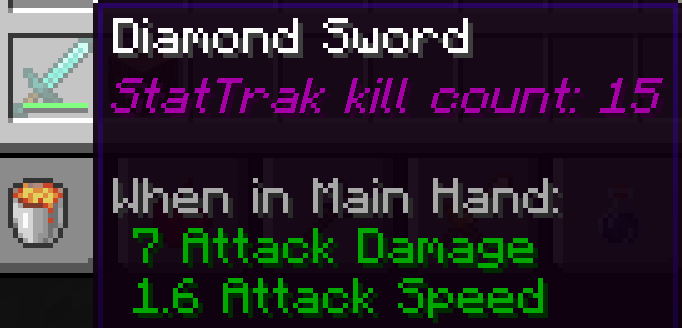 Diamond Sword
StatTrak kill count: 15
When in Main Hand:
7 Attack Damage
1.6 Attack Speed